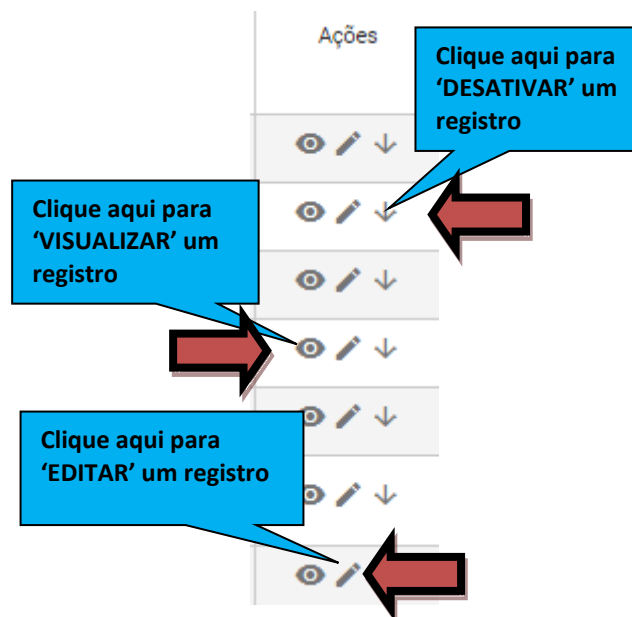 Ações
Clique aqui para
‘DESATIVAR’ um
registro
Clique aqui para
‘VISUALIZAR’ um
registro
Clique aqui para
‘EDITAR’ um registro